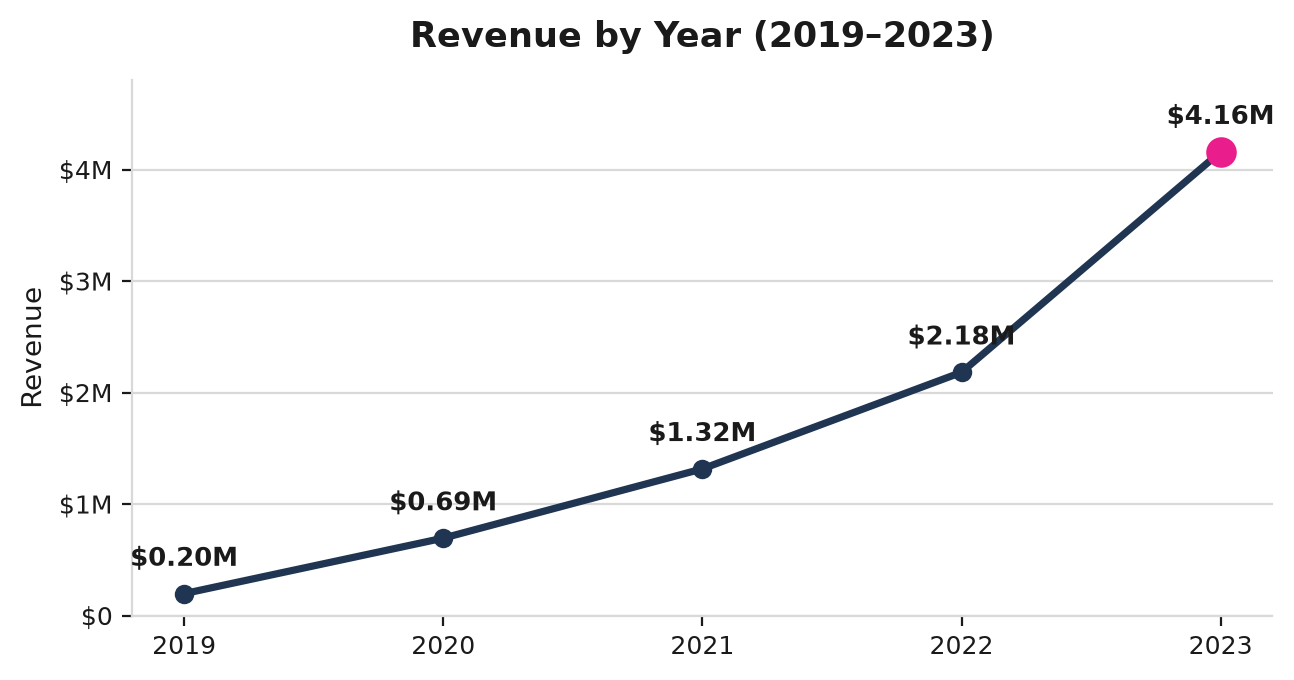 Revenue by Year (2019–2023)
$4.16M
$4M
$3M
Revenue
$2.18M
$2M
$1.32M
$1M
$0.69M
$0.20M
$0
2019 2020 2021 2022 2023